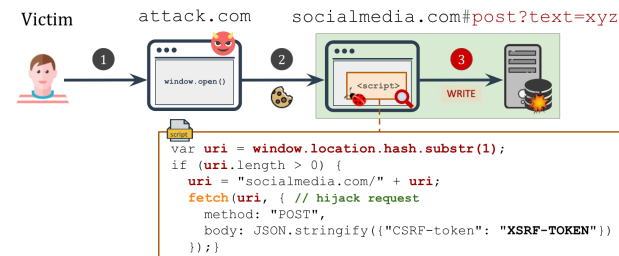 Victim
attack.com
socialmedia.com#post?text=xyz
1
2
3
window.open()
<script>
WRITE
script
var uri = window.location.hash.substr(1);
if (uri.length > 0) {
uri = "socialmedia.com/" + uri;
fetch(uri, { // hijack request
method: "POST",
body: JSON.stringify({"CSRF-token": "XSRF-TOKEN"})
});}